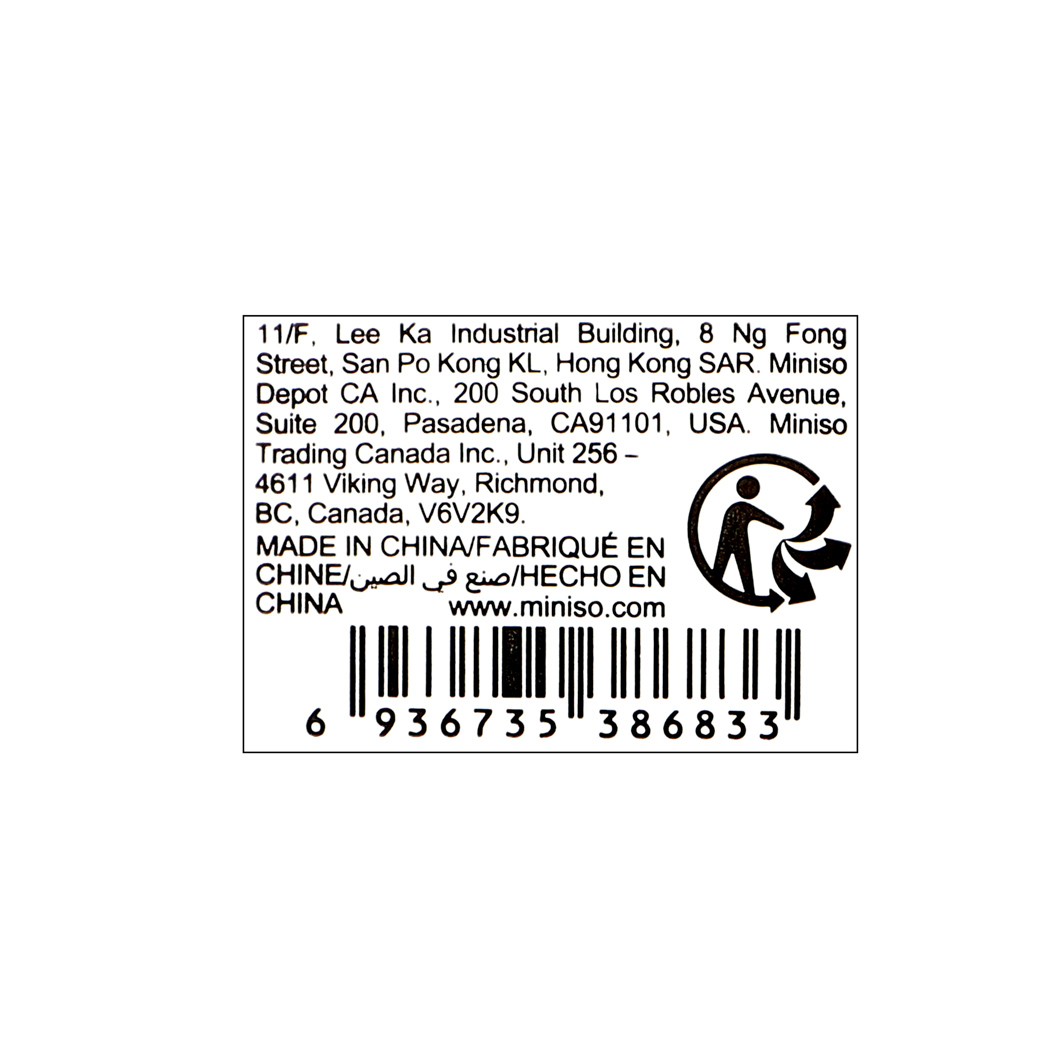 11/F, Lee Ka Industrial Building, 8 Ng Fong
Street, San Po Kong KL, Hong Kong SAR. Miniso
Depot CA Inc., 200 South Los Robles Avenue,
Suite 200, Pasadena, CA91101, USA. Miniso
Trading Canada Inc., Unit 256 –
4611 Viking Way, Richmond,
BC, Canada, V6V2K9.
MADE IN CHINA/FABRIQUÉ EN
CHINE/صنع في الصين/HECHO EN
CHINA www.miniso.com
6 936735 386833